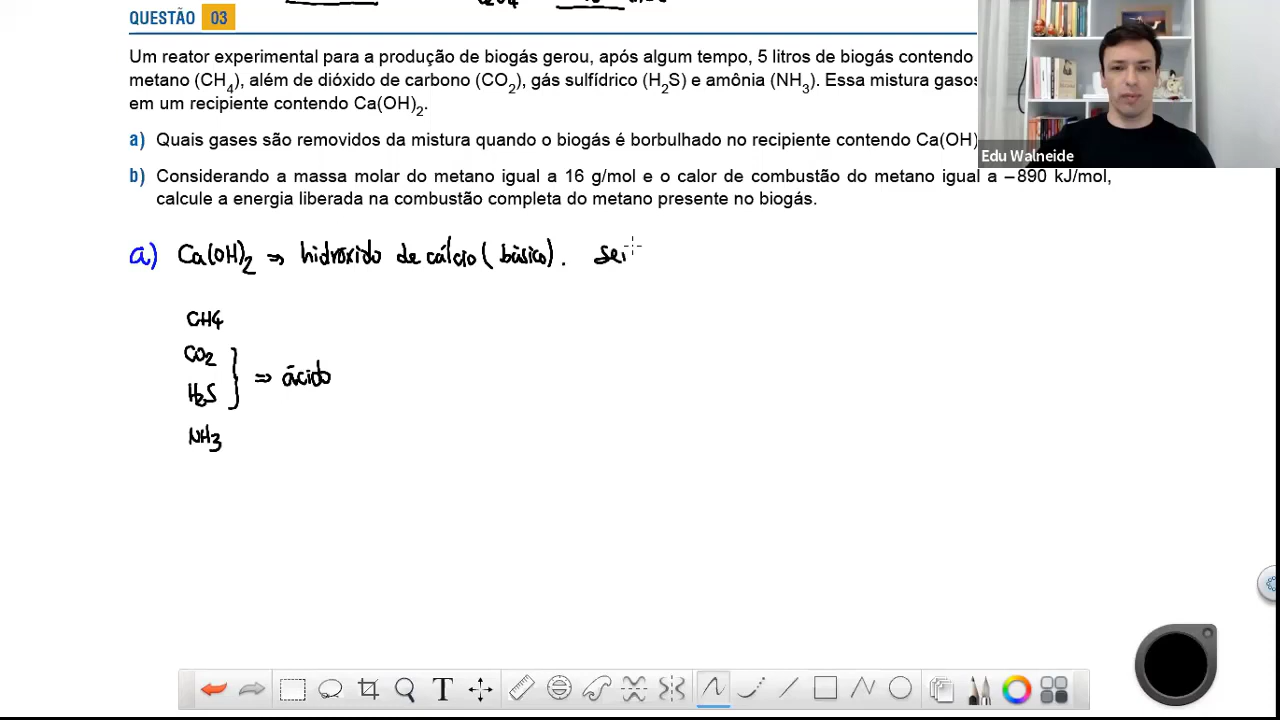 QUESTÃO 03
Um reator experimental para a produção de biogás gerou, após algum tempo, 5 litros de biogás contendo
metano (CH4), além de dióxido de carbono (CO2), gás sulfídrico (H2S) e amônia (NH3). Essa mistura gasos
em um recipiente contendo Ca(OH)2.
a) Quais gases são removidos da mistura quando o biogás é borbulhado no recipiente contendo Ca(OH)
Edu Walneide
b) Considerando a massa molar do metano igual a 16 g/mol e o calor de combustão do metano igual a –890 kJ/mol,
calcule a energia liberada na combustão completa do metano presente no biogás.
a) Ca(OH)2 ⇒ hidróxido de cálcio (básico). Sei
CH4
CO2
⇒ ácido
H2S
NH3
T